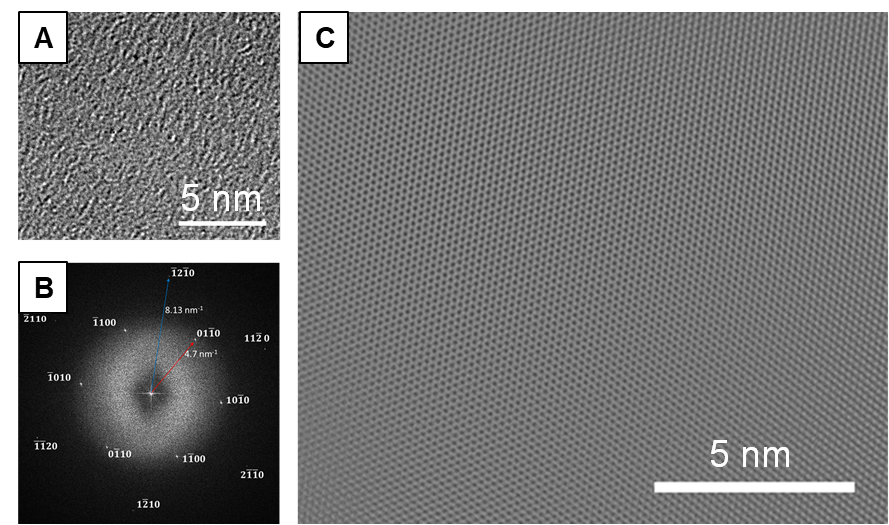 A
5 nm
B
1̅21̅0
8.13 nm⁻¹
2̅110
1̅100
011̅0
112̅0
4.7 nm⁻¹
1̅010
101̅0
1̅1̅20
01̅10
11̅00
21̅1̅0
12̅10
C
5 nm